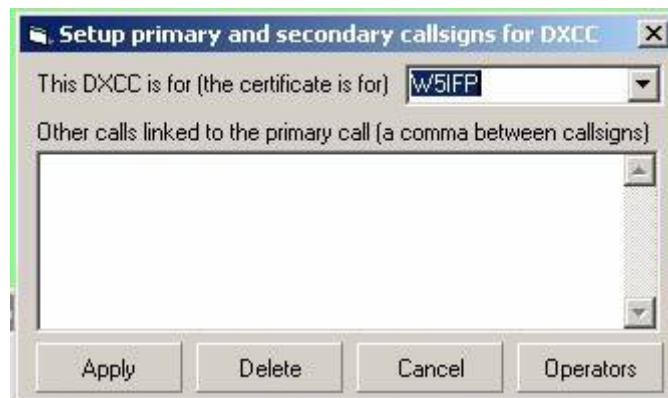 Setup primary and secondary callsigns for DXCC
This DXCC is for (the certificate is for) W5IFP
Other calls linked to the primary call (a comma between callsigns)
Apply Delete Cancel Operators